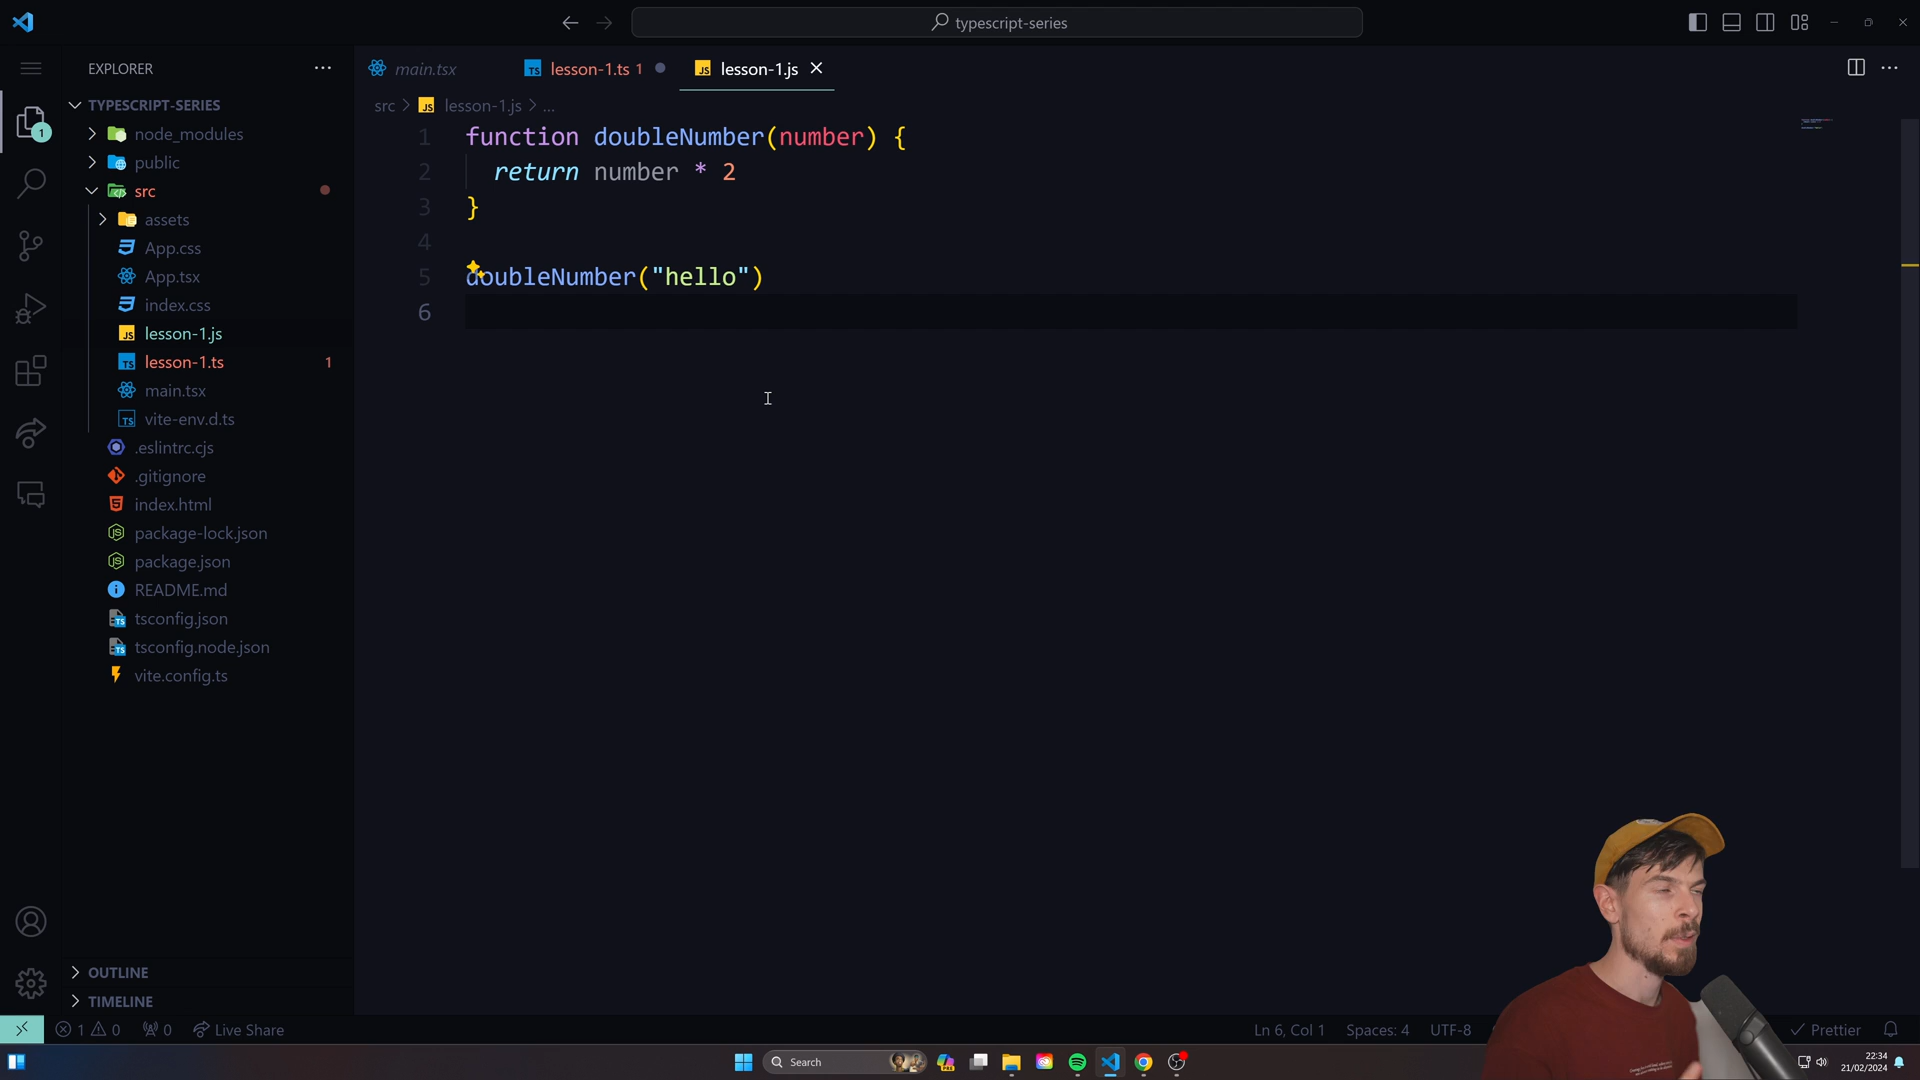 typescript-series
EXPLORER
main.tsx
lesson-1.ts 1
lesson-1.js
TYPESCRIPT-SERIES
src > lesson-1.js > ...
node_modules
public
src
assets
App.css
App.tsx
index.css
lesson-1.js
lesson-1.ts 1
main.tsx
vite-env.d.ts
.eslintrc.cjs
.gitignore
index.html
package-lock.json
package.json
README.md
tsconfig.json
tsconfig.node.json
vite.config.ts
OUTLINE
TIMELINE
1
1 function doubleNumber(number) {
2 return number * 2
3 }
4
5 doubleNumber("hello")
6
1 0 0 Live Share
Ln 6, Col 1 Spaces: 4 UTF-8 Prettier
Search
22:34
21/02/2024